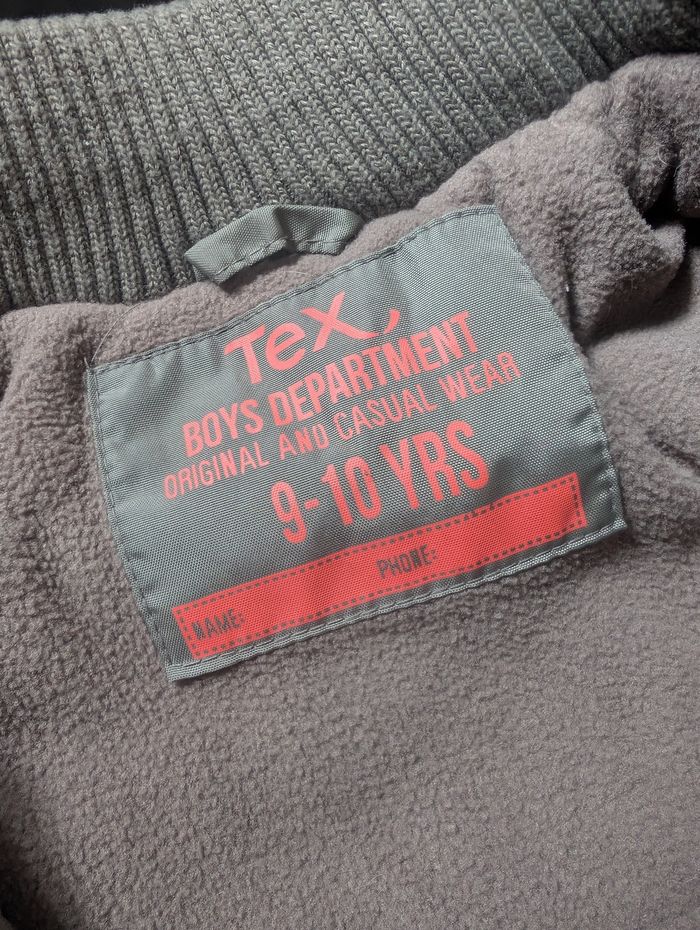 TeX,
BOYS DEPARTMENT
ORIGINAL AND CASUAL WEAR
9-10 YRS
NAME: PHONE: